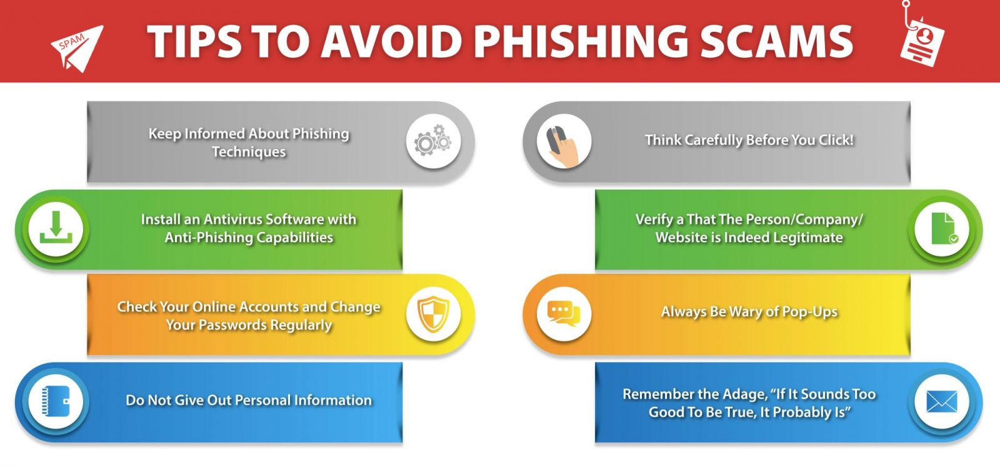 SPAM
TIPS TO AVOID PHISHING SCAMS
Keep Informed About Phishing
Techniques
Think Carefully Before You Click!
Install an Antivirus Software with
Anti-Phishing Capabilities
Verify a That The Person/Company/
Website is Indeed Legitimate
Check Your Online Accounts and Change
Your Passwords Regularly
Always Be Wary of Pop-Ups
Do Not Give Out Personal Information
Remember the Adage, “If It Sounds Too
Good To Be True, It Probably Is”